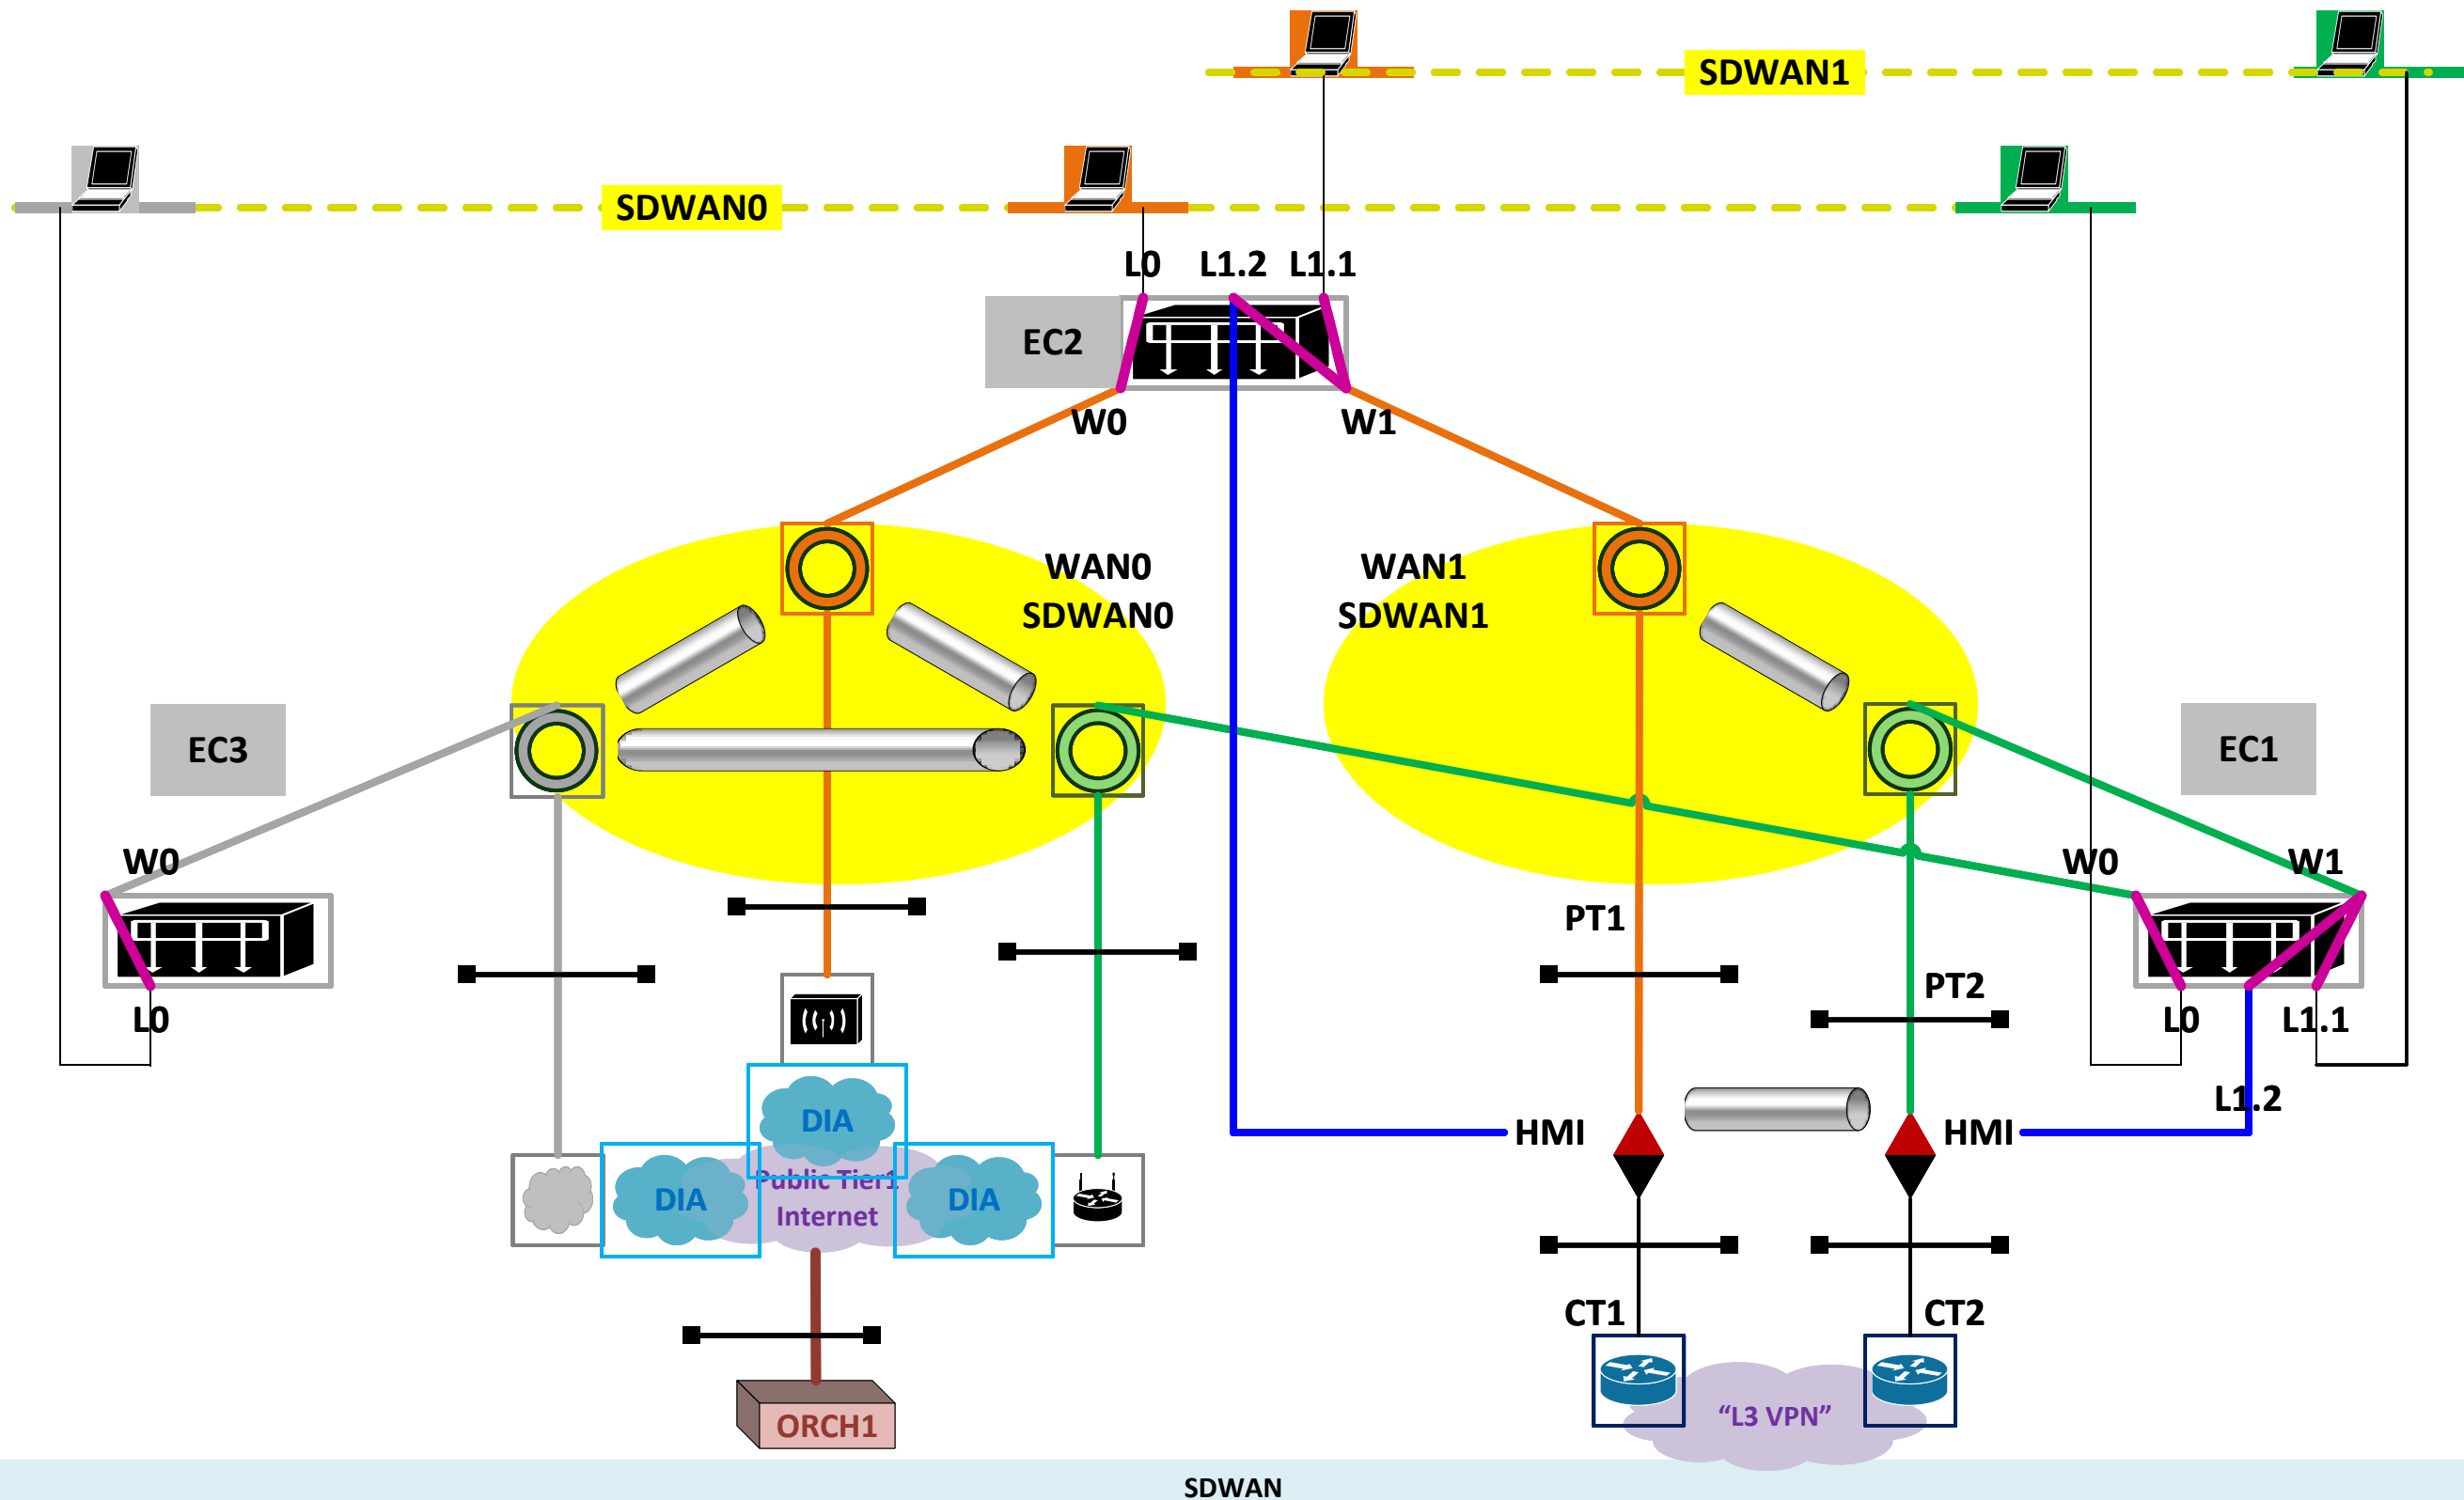 SDWAN1
SDWAN0
L0
L1.2
L1.1
EC2
W0
W1
WAN0
SDWAN0
WAN1
SDWAN1
EC3
EC1
W0
W0
W1
PT1
PT2
L0
L0
L1.1
L1.2
DIA
HMI
HMI
Public Tier1
Internet
DIA
DIA
CT1
CT2
ORCH1
“L3 VPN”
SDWAN